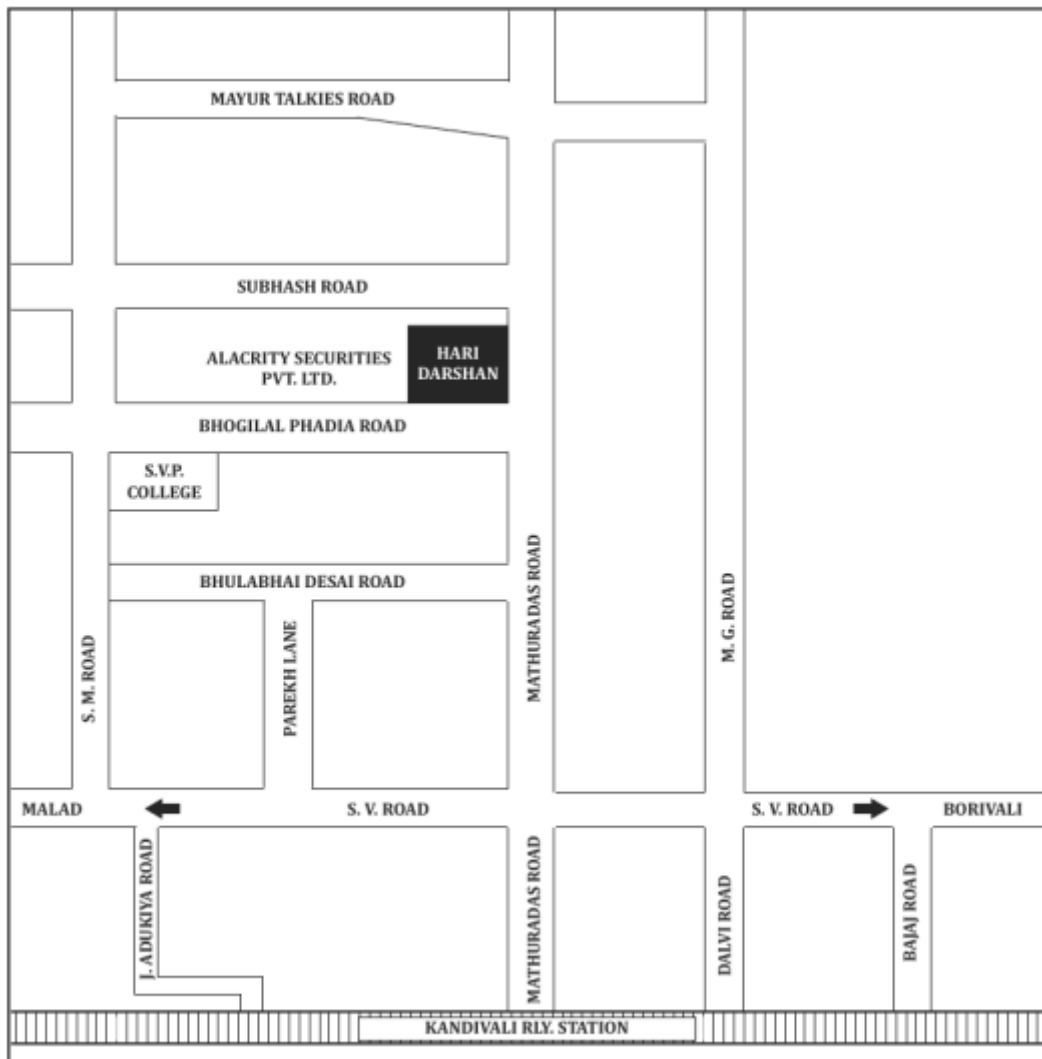 MAYUR TALKIES ROAD
SUBHASH ROAD
ALACRITY SECURITIES
PVT. LTD.
HARI
DARSHAN
BHOGILAL PHADIA ROAD
S.V.P.
COLLEGE
BHULABHAI DESAI ROAD
S. M. ROAD
PAREKH LANE
MATHURADAS ROAD
M. G. ROAD
MALAD
S. V. ROAD
S. V. ROAD
BORIVALI
J. ADUKIYA ROAD
MATHURADAS ROAD
DALVI ROAD
BAJAJ ROAD
KANDIVALI RLY. STATION